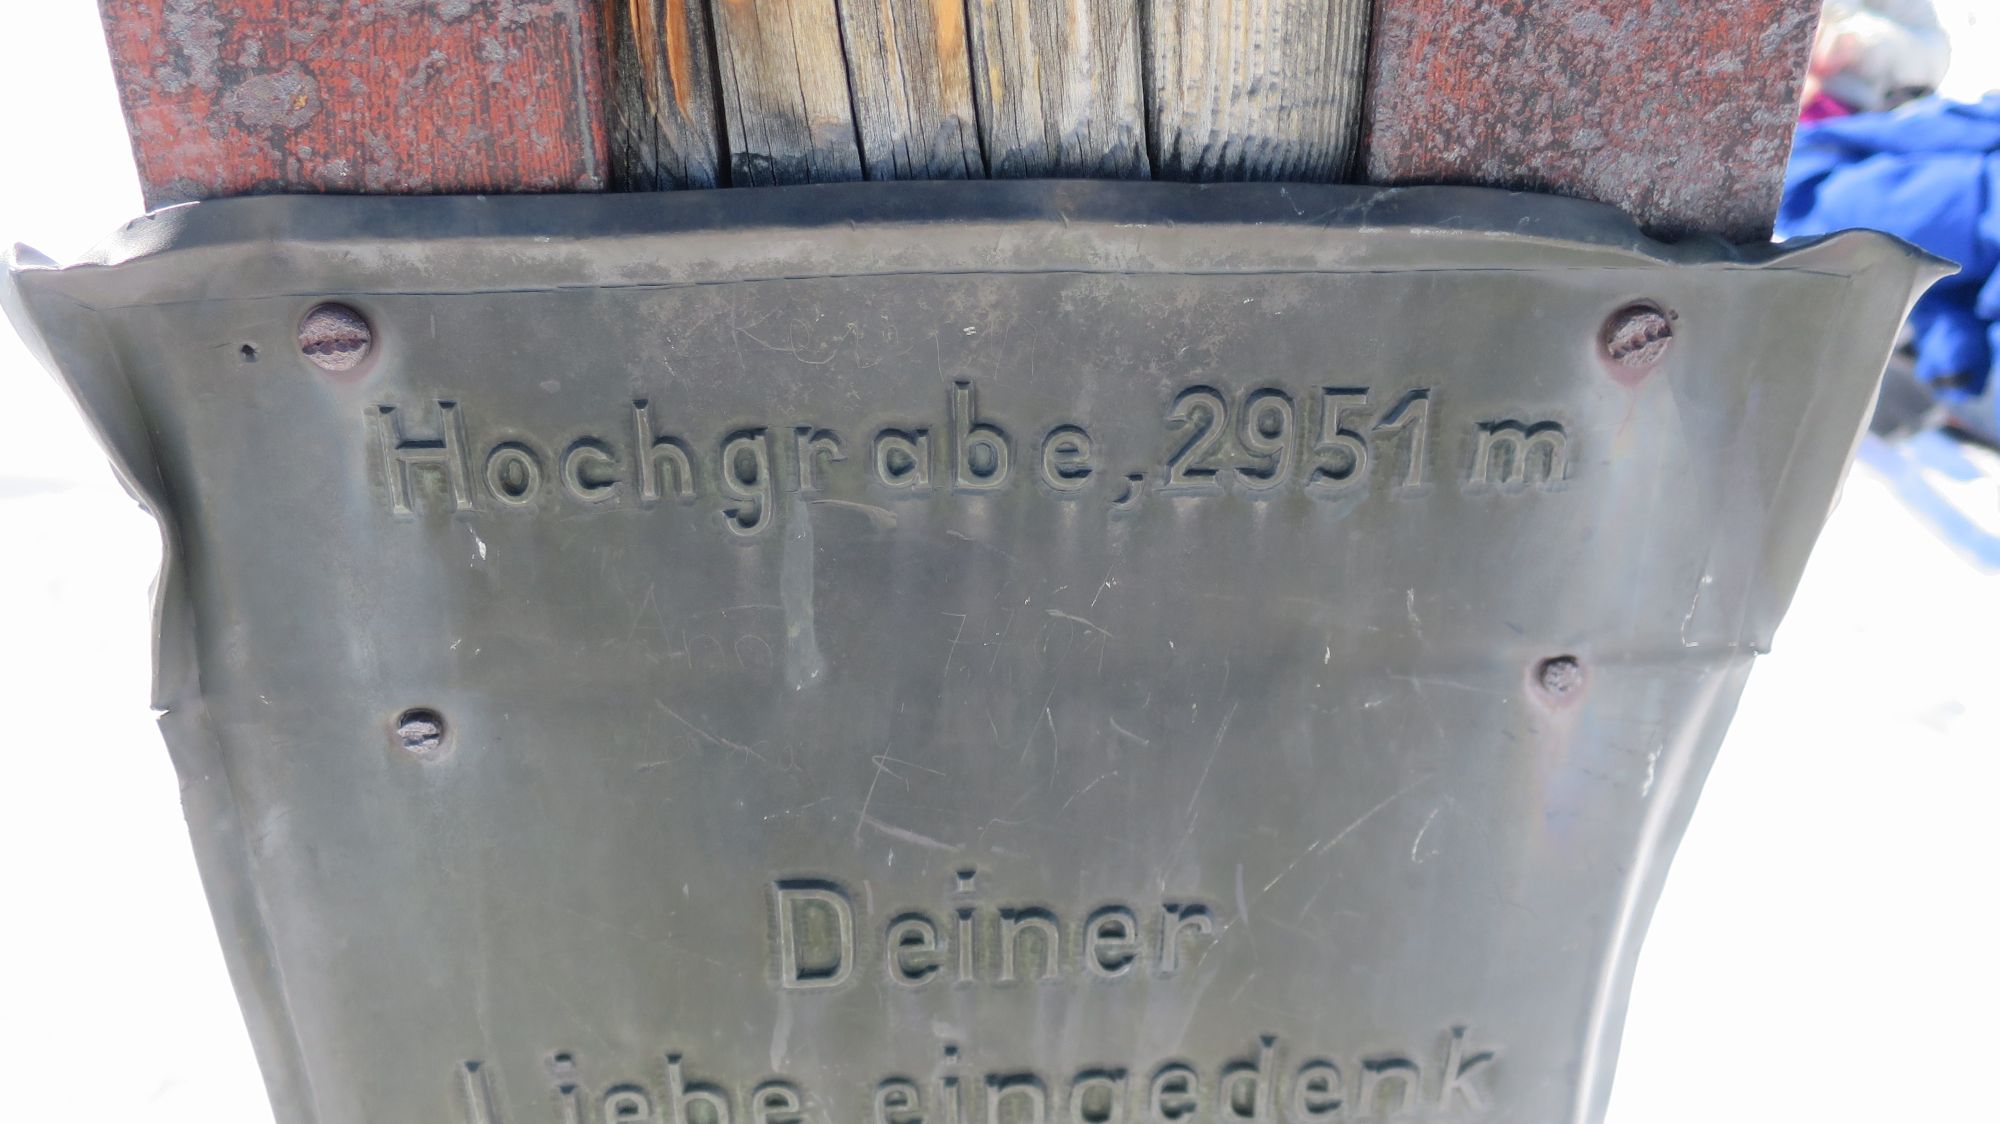 Hochgrabe, 2951 m
Deiner
Liebe eingedenk